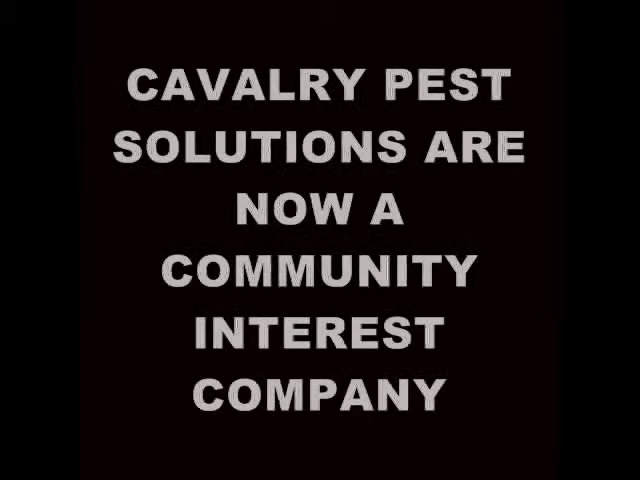 CAVALRY PEST
SOLUTIONS ARE
NOW A
COMMUNITY
INTEREST
COMPANY